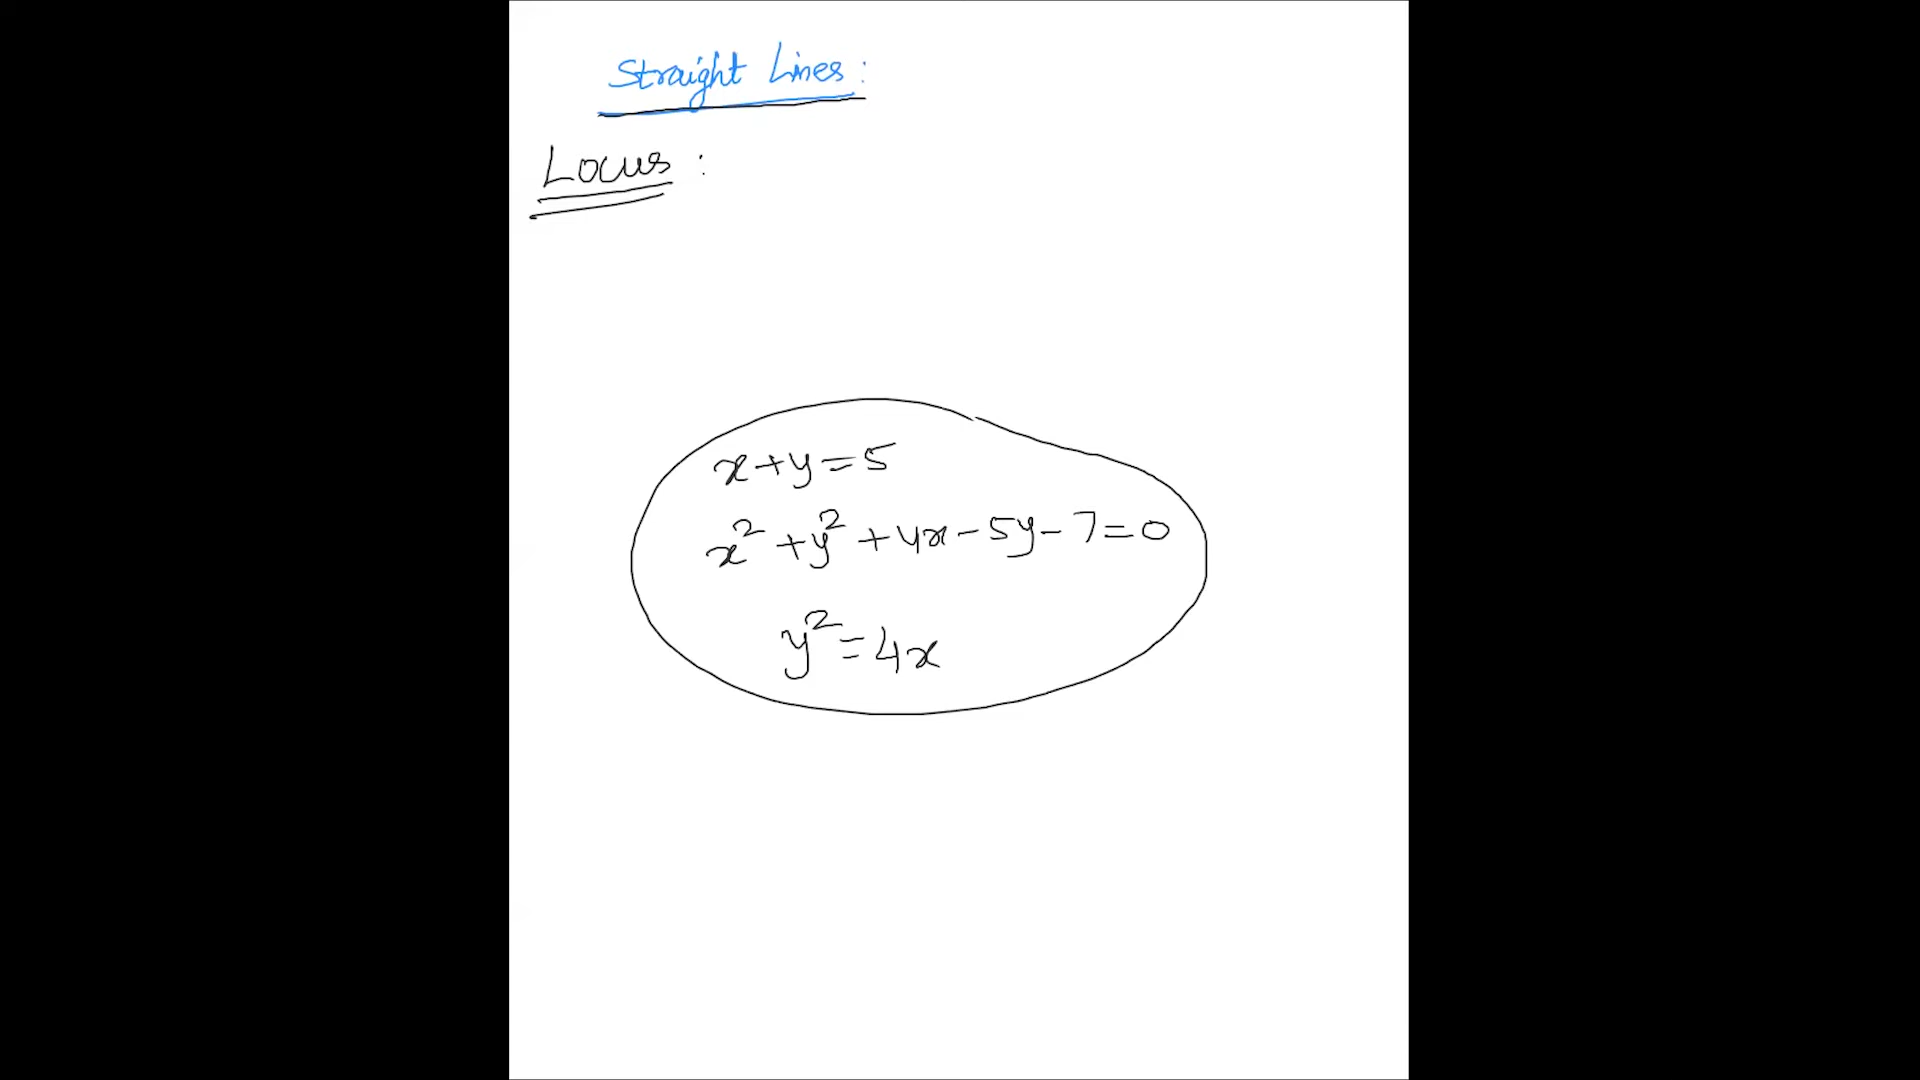 Straight Lines:
Locus:
x+y=5
x²+y²+4x-5y-7=0
y²=4x